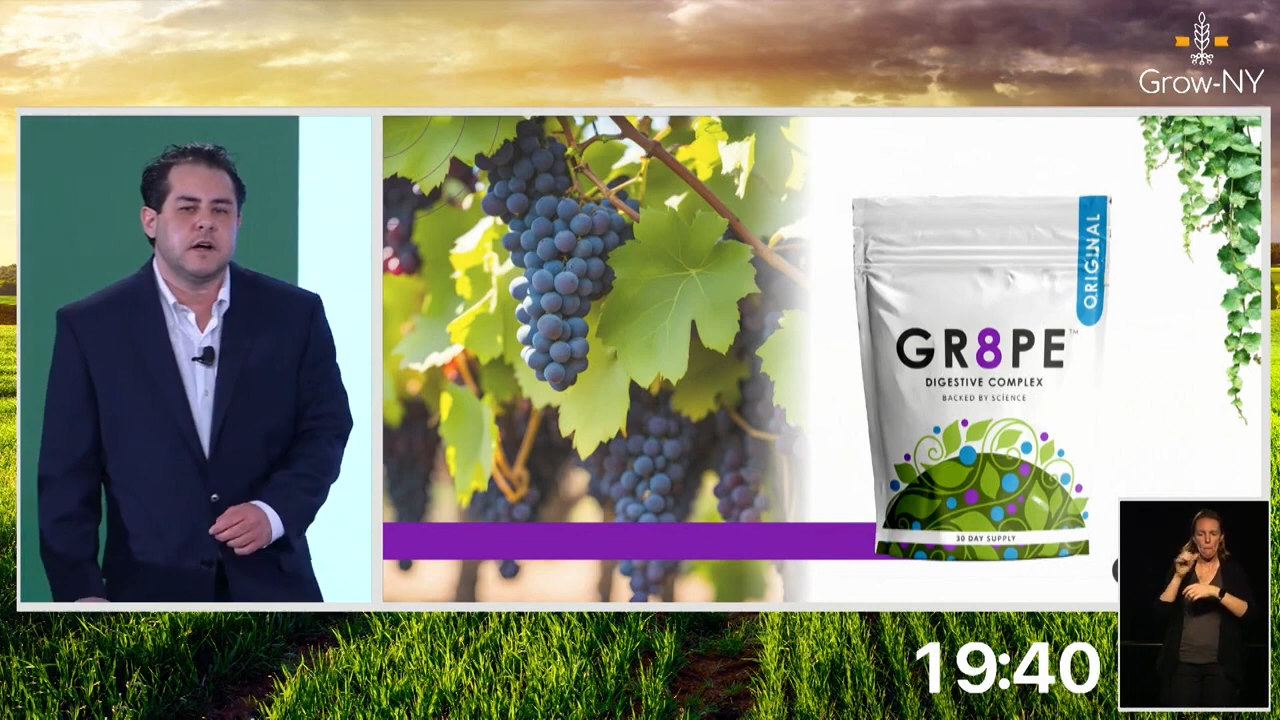 Grow-NY
ORIGINAL
GR8PE™
DIGESTIVE COMPLEX
BACKED BY SCIENCE
30 DAY SUPPLY
19:40